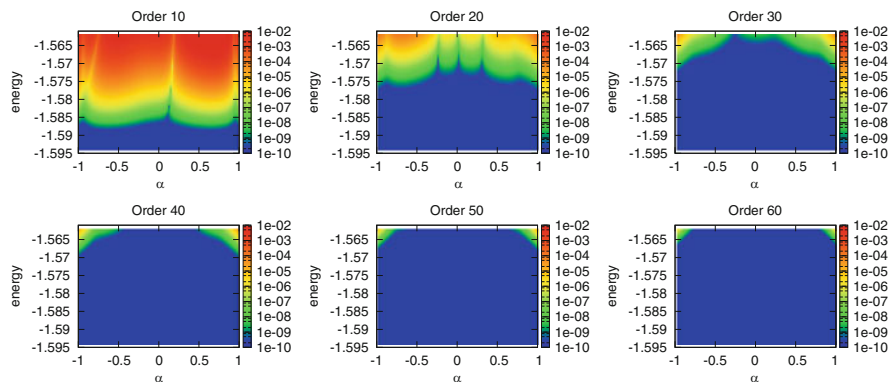 Order 10
energy
-1.565
-1.57
-1.575
-1.58
-1.585
-1.59
-1.595
-1
-0.5
0
0.5
1
α
1e-02
1e-03
1e-04
1e-05
1e-06
1e-07
1e-08
1e-09
1e-10
Order 20
energy
-1.565
-1.57
-1.575
-1.58
-1.585
-1.59
-1.595
-1
-0.5
0
0.5
1
α
1e-02
1e-03
1e-04
1e-05
1e-06
1e-07
1e-08
1e-09
1e-10
Order 30
energy
-1.565
-1.57
-1.575
-1.58
-1.585
-1.59
-1.595
-1
-0.5
0
0.5
1
α
1e-02
1e-03
1e-04
1e-05
1e-06
1e-07
1e-08
1e-09
1e-10
Order 40
energy
-1.565
-1.57
-1.575
-1.58
-1.585
-1.59
-1.595
-1
-0.5
0
0.5
1
α
1e-02
1e-03
1e-04
1e-05
1e-06
1e-07
1e-08
1e-09
1e-10
Order 50
energy
-1.565
-1.57
-1.575
-1.58
-1.585
-1.59
-1.595
-1
-0.5
0
0.5
1
α
1e-02
1e-03
1e-04
1e-05
1e-06
1e-07
1e-08
1e-09
1e-10
Order 60
energy
-1.565
-1.57
-1.575
-1.58
-1.585
-1.59
-1.595
-1
-0.5
0
0.5
1
α
1e-02
1e-03
1e-04
1e-05
1e-06
1e-07
1e-08
1e-09
1e-10